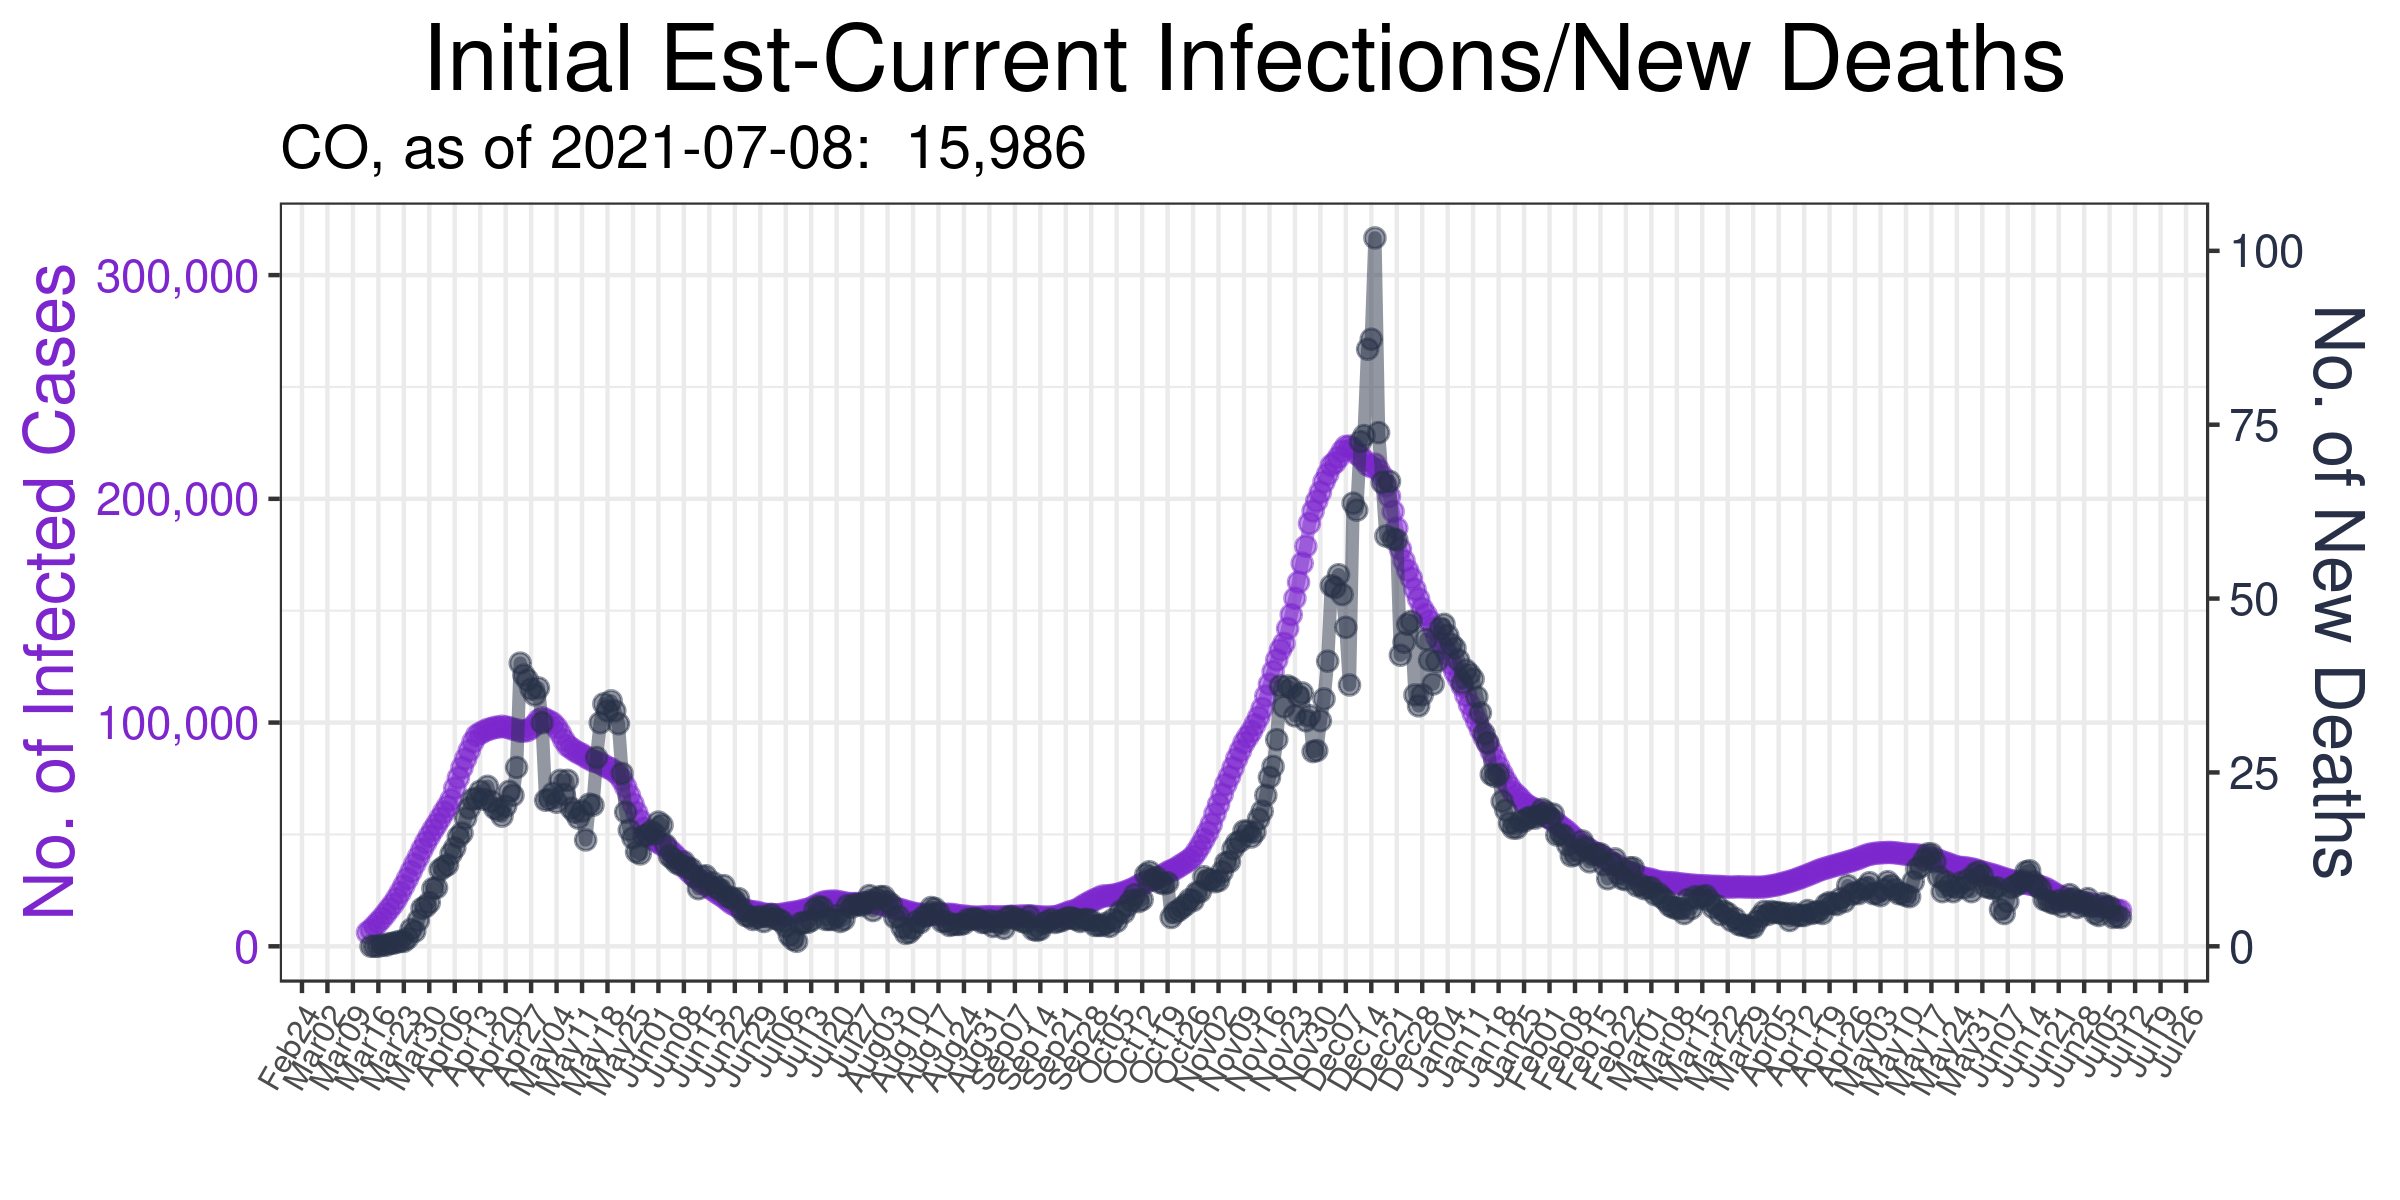 Initial Est-Current Infections/New Deaths
CO, as of 2021-07-08:  15,986
No. of Infected Cases
300,000
200,000
100,000
0
100
75
50
25
0
No. of New Deaths
Feb24
Mar02
Mar09
Mar16
Mar23
Mar30
Apr06
Apr13
Apr20
Apr27
May04
May11
May18
May25
Jun01
Jun08
Jun15
Jun22
Jun29
Jul06
Jul13
Jul20
Jul27
Aug03
Aug10
Aug17
Aug24
Aug31
Sep07
Sep14
Sep21
Sep28
Oct05
Oct12
Oct19
Oct26
Nov02
Nov09
Nov16
Nov23
Nov30
Dec07
Dec14
Dec21
Dec28
Jan04
Jan11
Jan18
Jan25
Feb01
Feb08
Feb15
Feb22
Mar01
Mar08
Mar15
Mar22
Mar29
Apr05
Apr12
Apr19
Apr26
May03
May10
May17
May24
May31
Jun07
Jun14
Jun21
Jun28
Jul05
Jul12
Jul19
Jul26